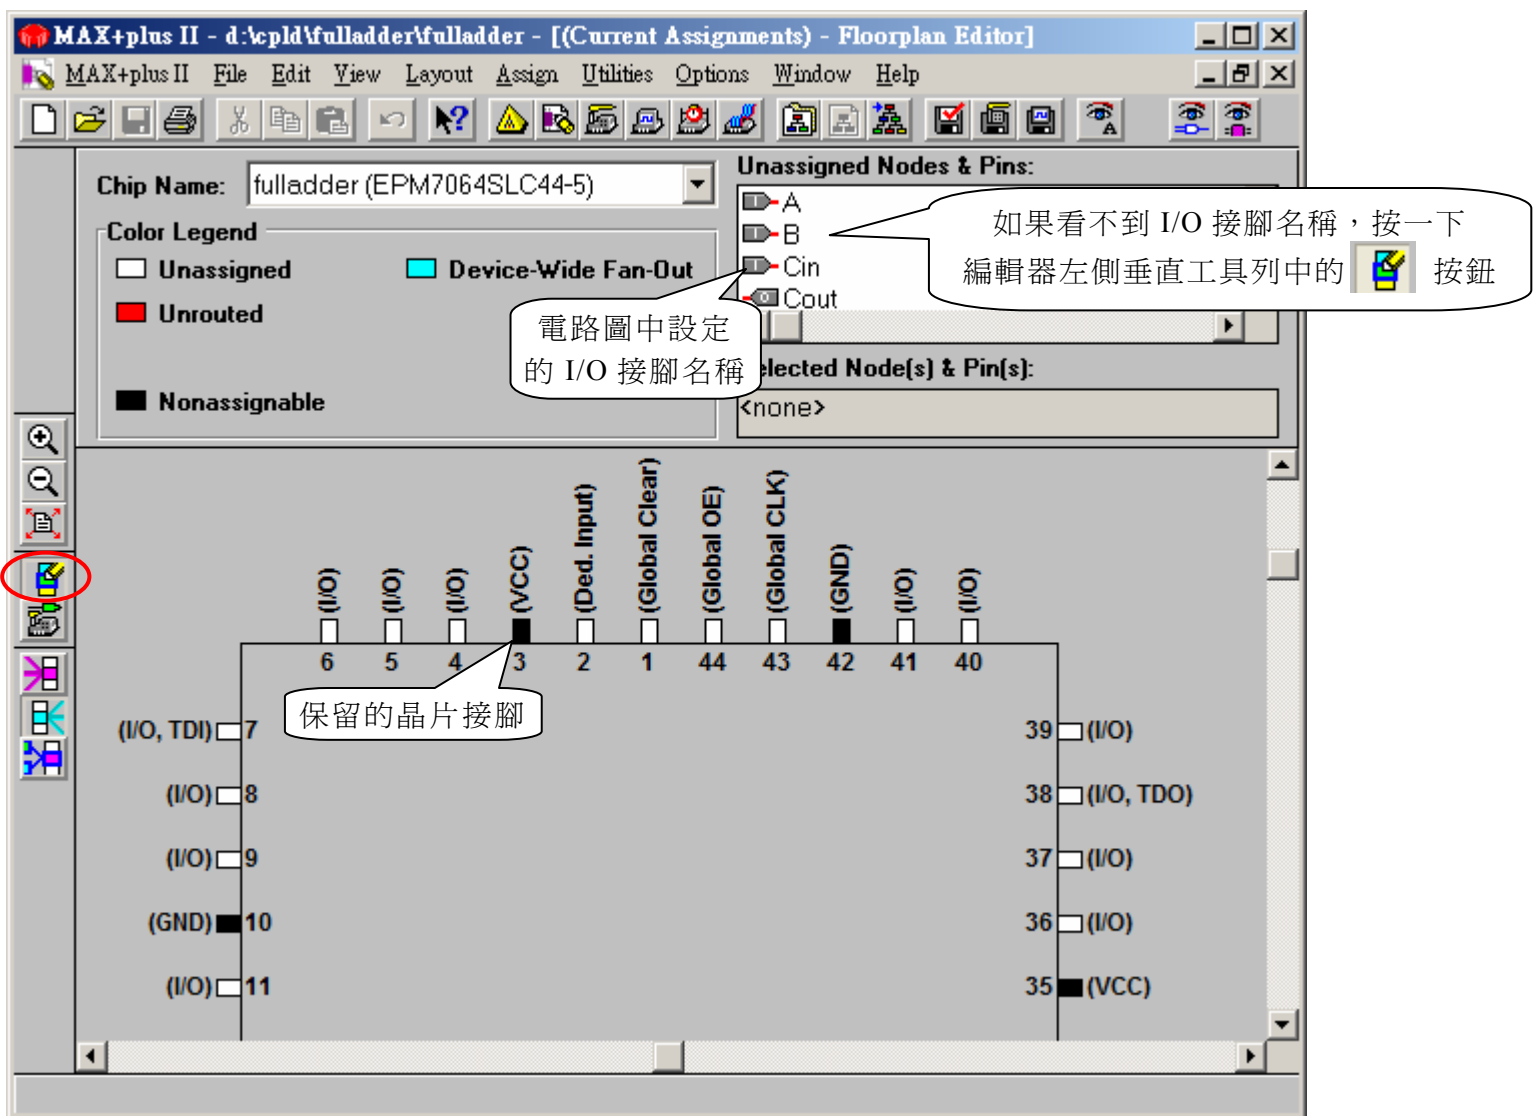 MAX+plus II - d:\cpld\fulladder\fulladder - [(Current Assignments) - Floorplan Editor]
MAX+plus II File Edit View Layout Assign Utilities Options Window Help
Chip Name: fulladder (EPM7064SLC44-5)
Color Legend
Unassigned
Device-Wide Fan-Out
Unrouted
Nonassignable
Unassigned Nodes & Pins:
A
B
Cin
Cout
如果看不到 I/O 接腳名稱，按一下
編輯器左側垂直工具列中的 按鈕
電路圖中設定
的 I/O 接腳名稱
elected Node(s) & Pin(s):
<none>
(I/O)
(I/O)
(I/O)
(VCC)
(Ded. Input)
(Global Clear)
(Global OE)
(Global CLK)
(GND)
(I/O)
(I/O)
6 5 4 3 2 1 44 43 42 41 40
保留的晶片接腳
(I/O, TDI) 7
39 (I/O)
(I/O) 8
38 (I/O, TDO)
(I/O) 9
37 (I/O)
(GND) 10
36 (I/O)
(I/O) 11
35 (VCC)